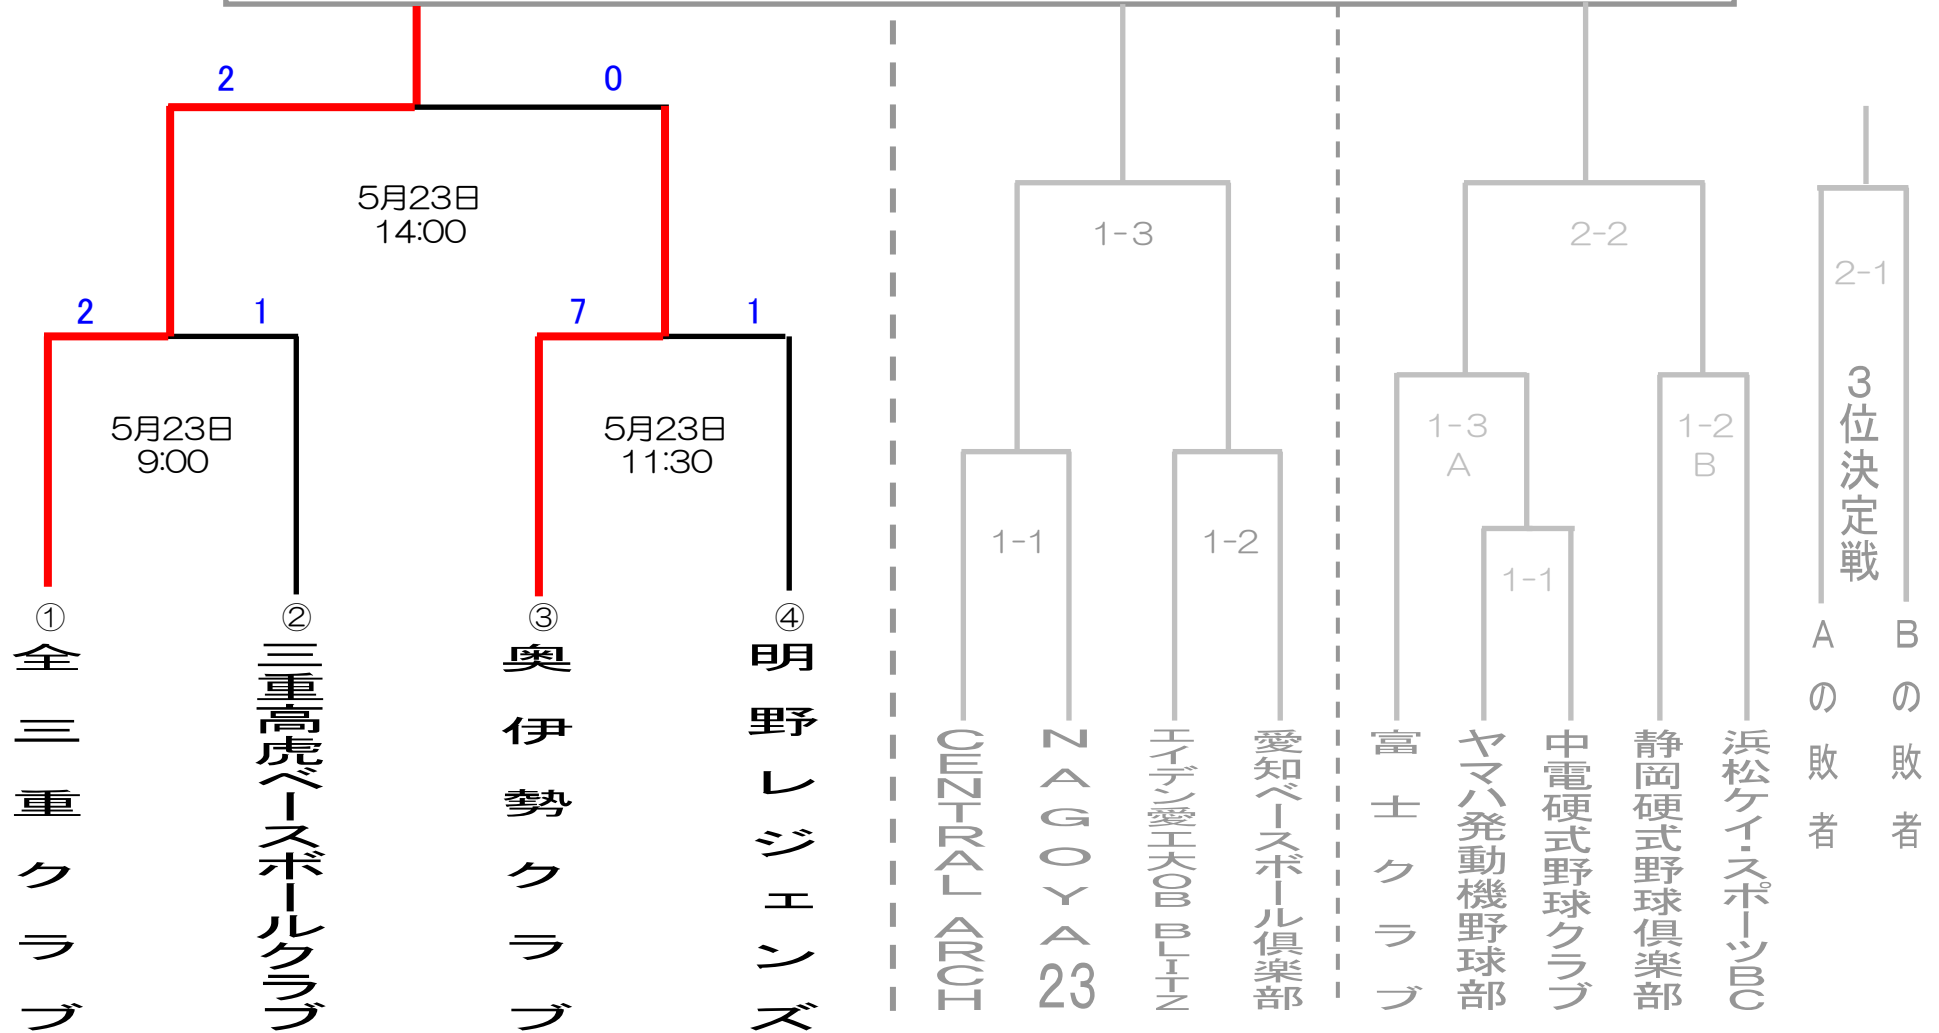 2
0
5月23日
14:00
2
1
7
1
5月23日
9:00
5月23日
11:30
①
②
③
④
全三重クラブ
三重高虎ベースボールクラブ
奥伊勢クラブ
明野レジェンズ
1-3
1-1
1-2
CENTRAL ARCH
NAGOYA23
エイデン愛工大OB BLITZ
愛知ベースボール倶楽部
2-2
1-3
A
1-2
B
1-1
富士クラブ
ヤマハ発動機野球部
中電硬式野球クラブ
静岡硬式野球倶楽部
浜松ケイ・スポーツBC
2-1
3位決定戦
Aの敗者
Bの敗者